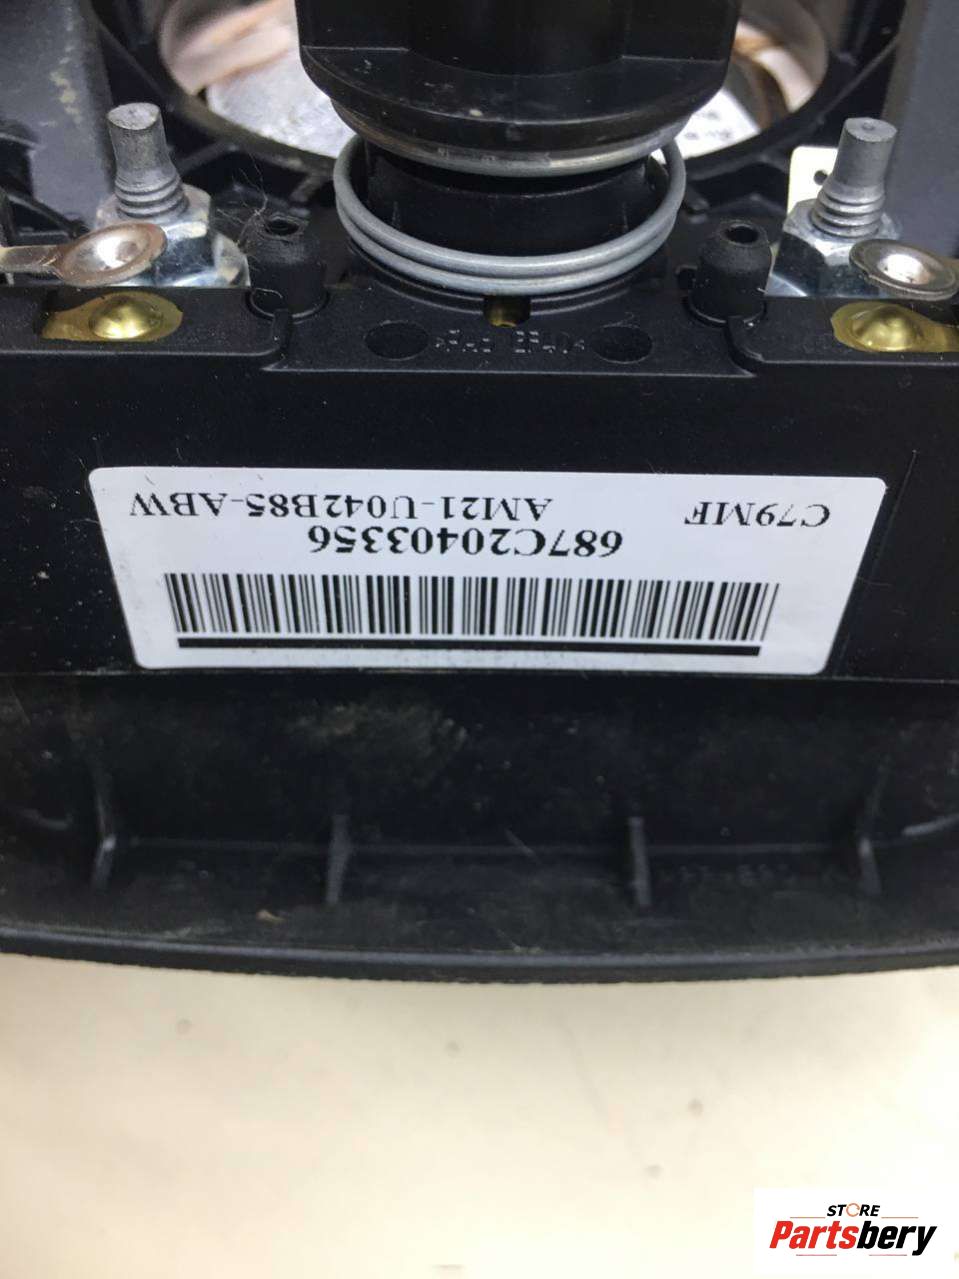 687C20403356
C79MF AM21-U042B85-ABW
STORE
Partsbery